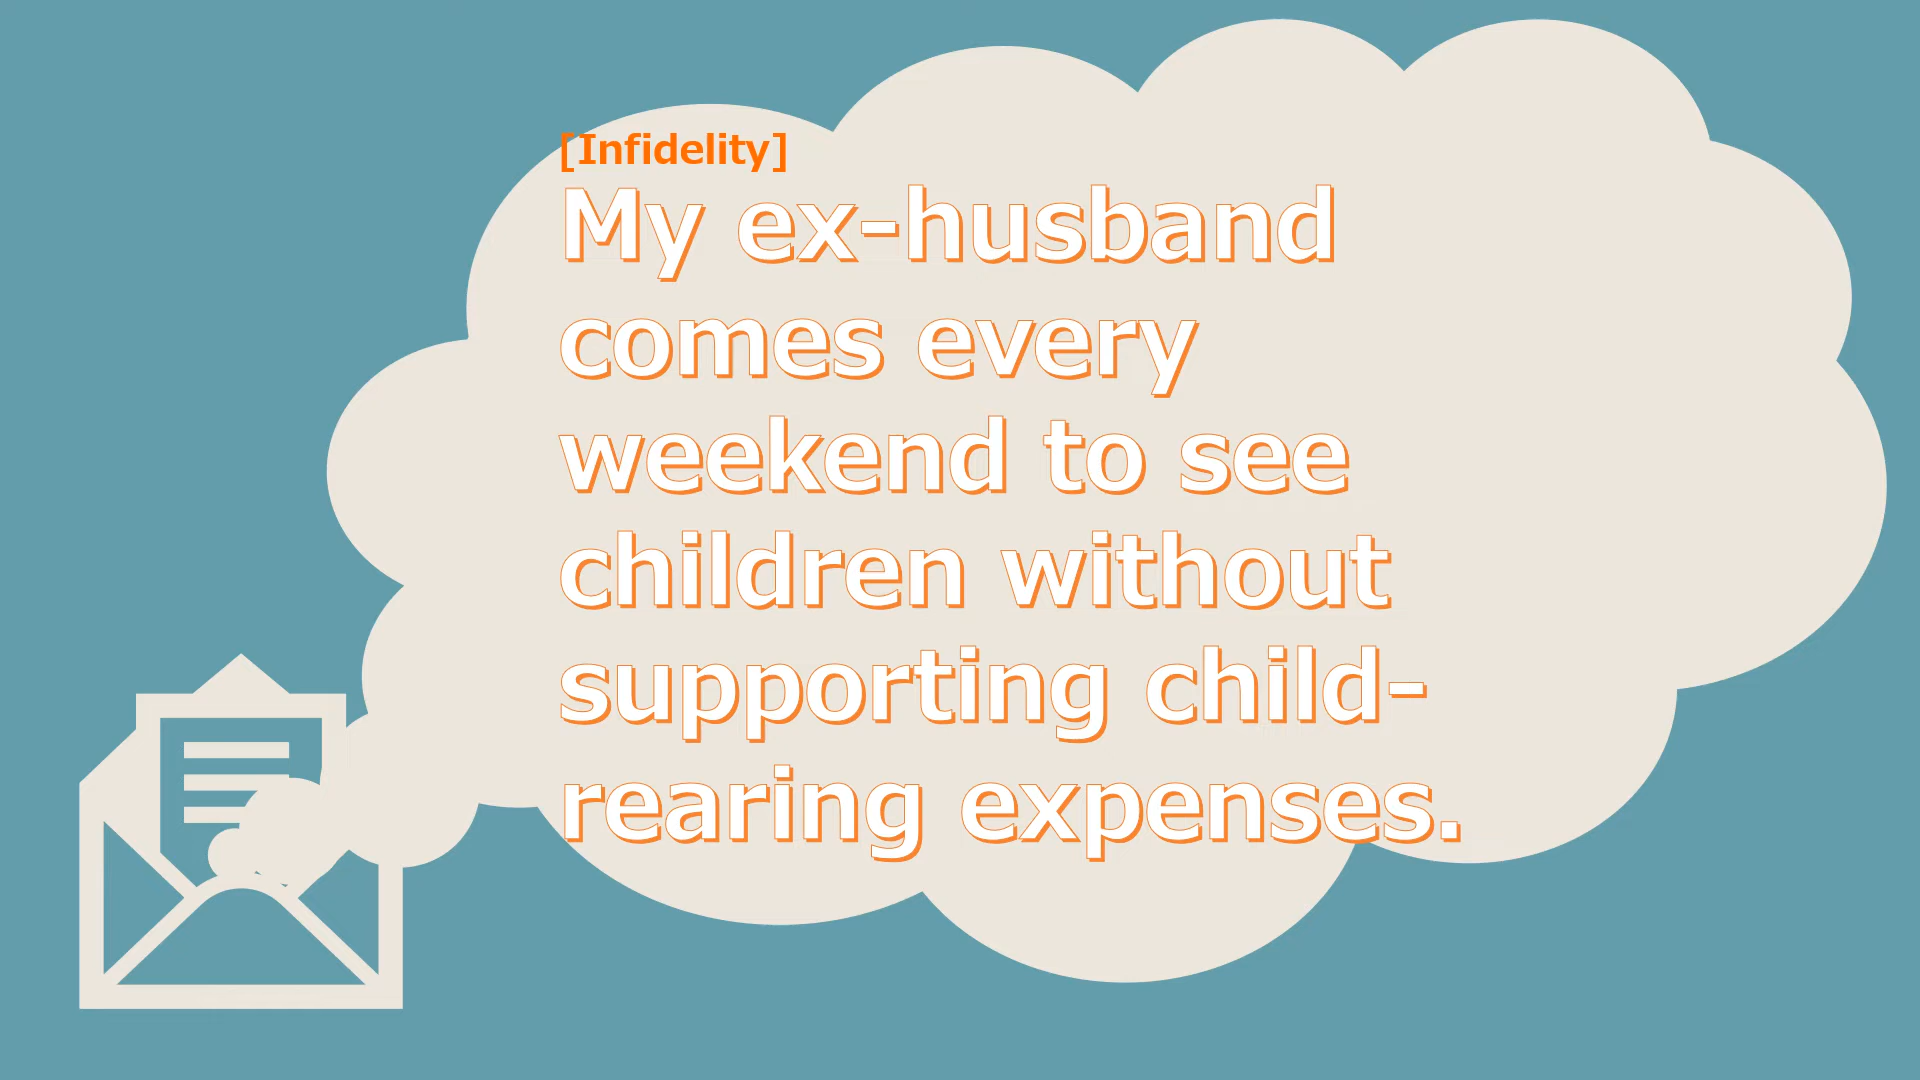 [Infidelity]
My ex-husband
comes every
weekend to see
children without
supporting child-
rearing expenses.